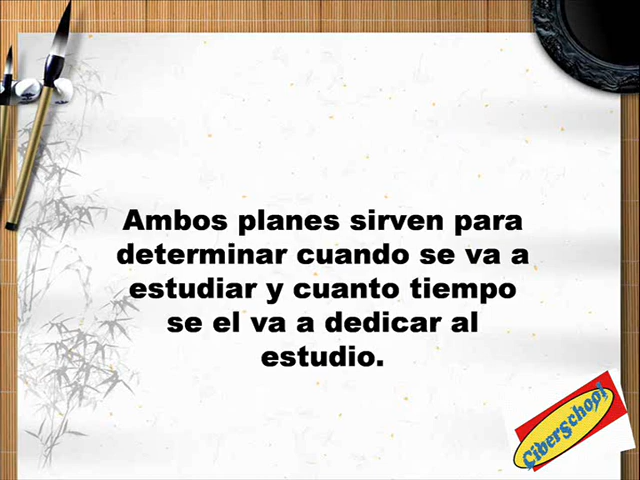 Ambos planes sirven para
determinar cuando se va a
estudiar y cuanto tiempo
se el va a dedicar al
estudio.
CiberSchool